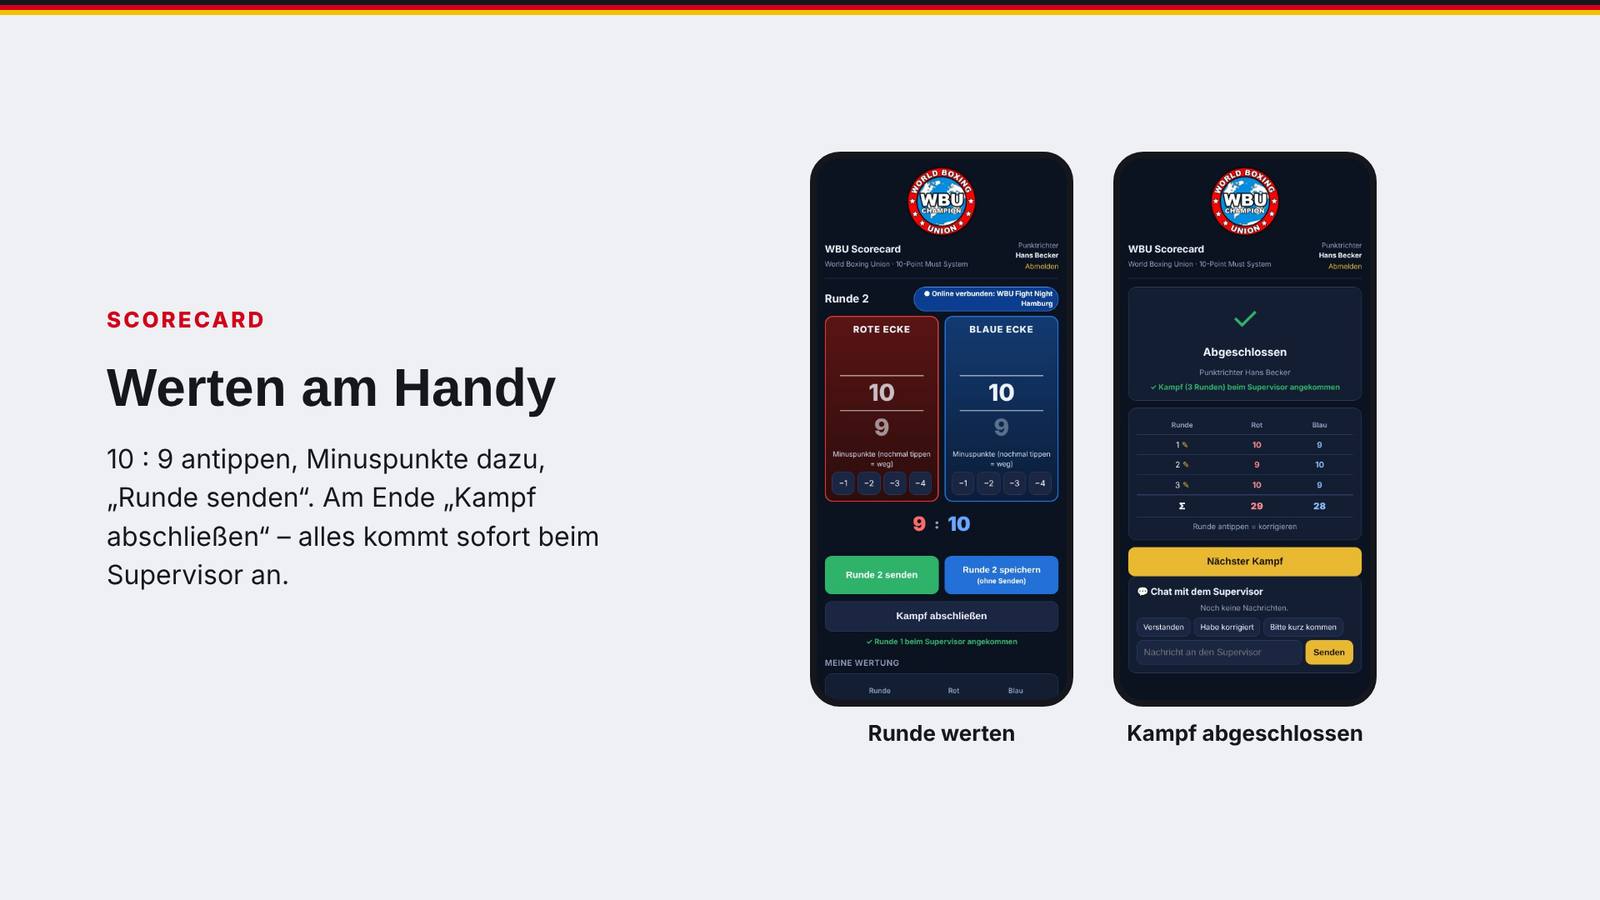 SCORECARD
Werten am Handy
10 : 9 antippen, Minuspunkte dazu,
„Runde senden“. Am Ende „Kampf
abschließen“ – alles kommt sofort beim
Supervisor an.
WORLD BOXING
WBU
CHAMPION
UNION
WBU Scorecard
World Boxing Union · 10-Point Must System
Punktrichter
Hans Becker
Abmelden
Runde 2
● Online verbunden: WBU Fight Night
Hamburg
ROTE ECKE
10
9
Minuspunkte (nochmal tippen
= weg)
−1 −2 −3 −4
BLAUE ECKE
10
9
Minuspunkte (nochmal tippen
= weg)
−1 −2 −3 −4
9 : 10
Runde 2 senden
Runde 2 speichern
(ohne Senden)
Kampf abschließen
✓ Runde 1 beim Supervisor angekommen
MEINE WERTUNG
Runde Rot Blau
Runde werten
WORLD BOXING
WBU
CHAMPION
UNION
WBU Scorecard
World Boxing Union · 10-Point Must System
Punktrichter
Hans Becker
Abmelden
✓
Abgeschlossen
Punktrichter Hans Becker
✓ Kampf (3 Runden) beim Supervisor angekommen
Runde Rot Blau
1 ✎ 10 9
2 ✎ 9 10
3 ✎ 10 9
Σ 29 28
Runde antippen = korrigieren
Nächster Kampf
💬 Chat mit dem Supervisor
Noch keine Nachrichten.
Verstanden Habe korrigiert Bitte kurz kommen
Nachricht an den Supervisor Senden
Kampf abgeschlossen